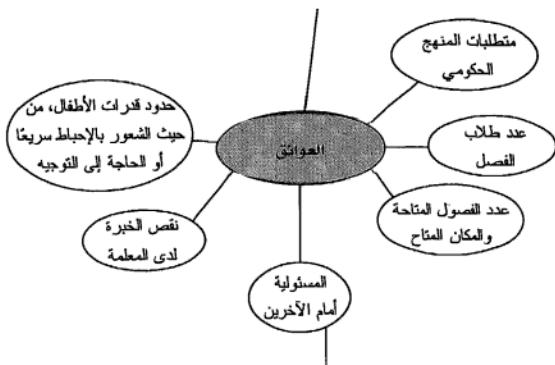 متطلبات المنهج
الحكومي
حدود قدرات الأطفال، من
حيث الشعور بالإحباط سريعًا
أو الحاجة إلى التوجيه
العوائق
عدد طلاب
الفصل
عدد الفصول المتاحة
والمكان المتاح
نقص الخبرة
لدى المعلمة
المسئولية
أمام الآخرين